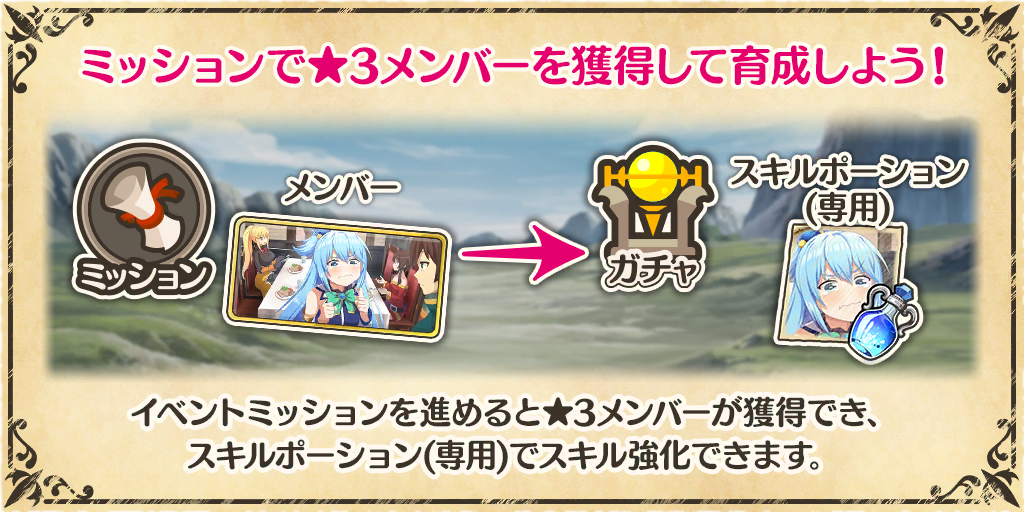 ミッションで★3メンバーを獲得して育成しよう！
メンバー
スキルポーション
(専用)
ミッション
ガチャ
イベントミッションを進めると★3メンバーが獲得でき、
スキルポーション(専用)でスキル強化できます。